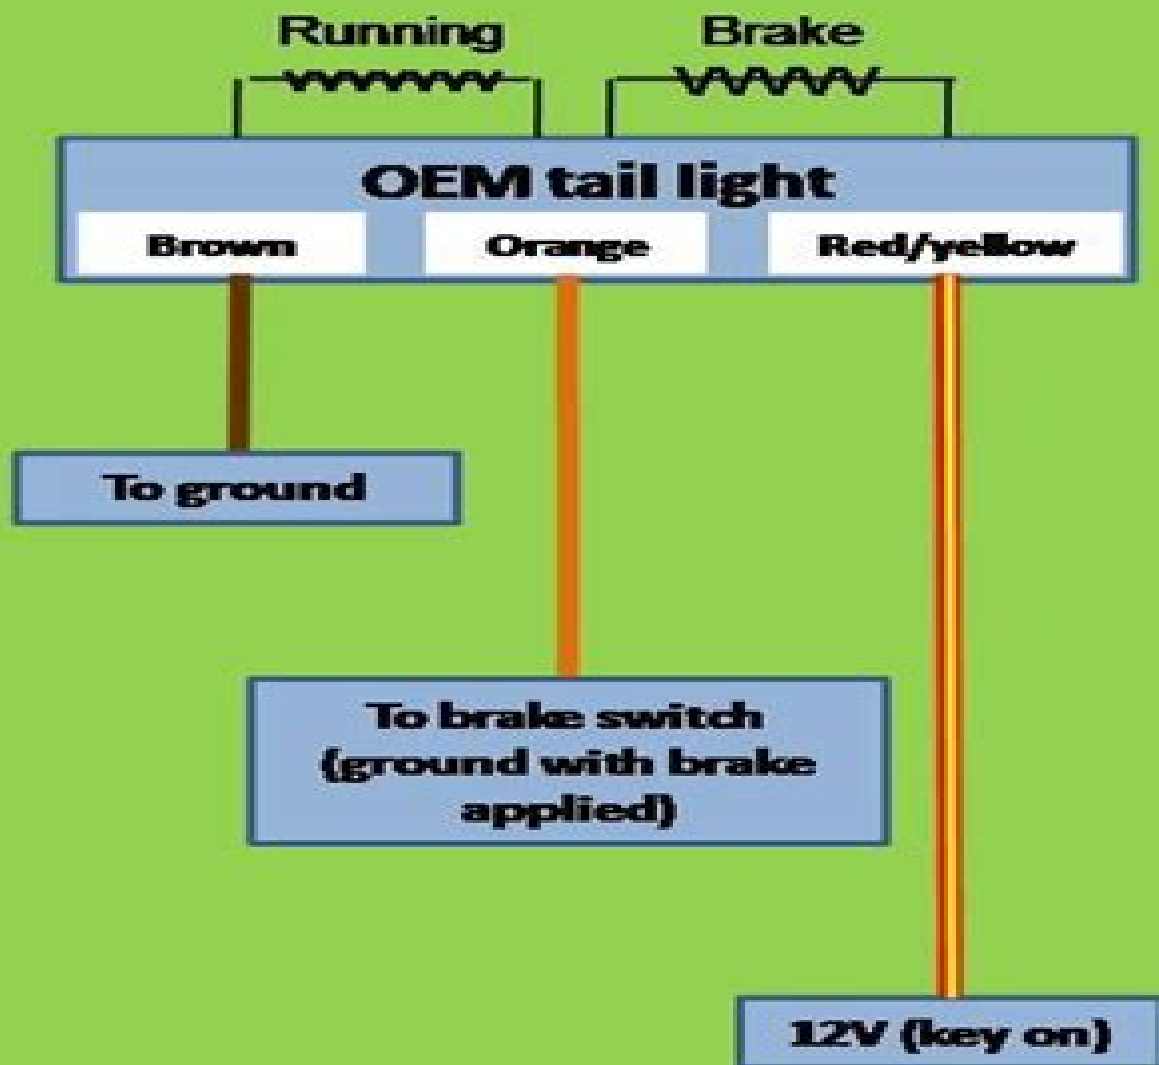 Running Brake
OEM tail light
Brown Orange Red/yellow
To ground
To brake switch
(ground with brake
applied)
12V (key on)